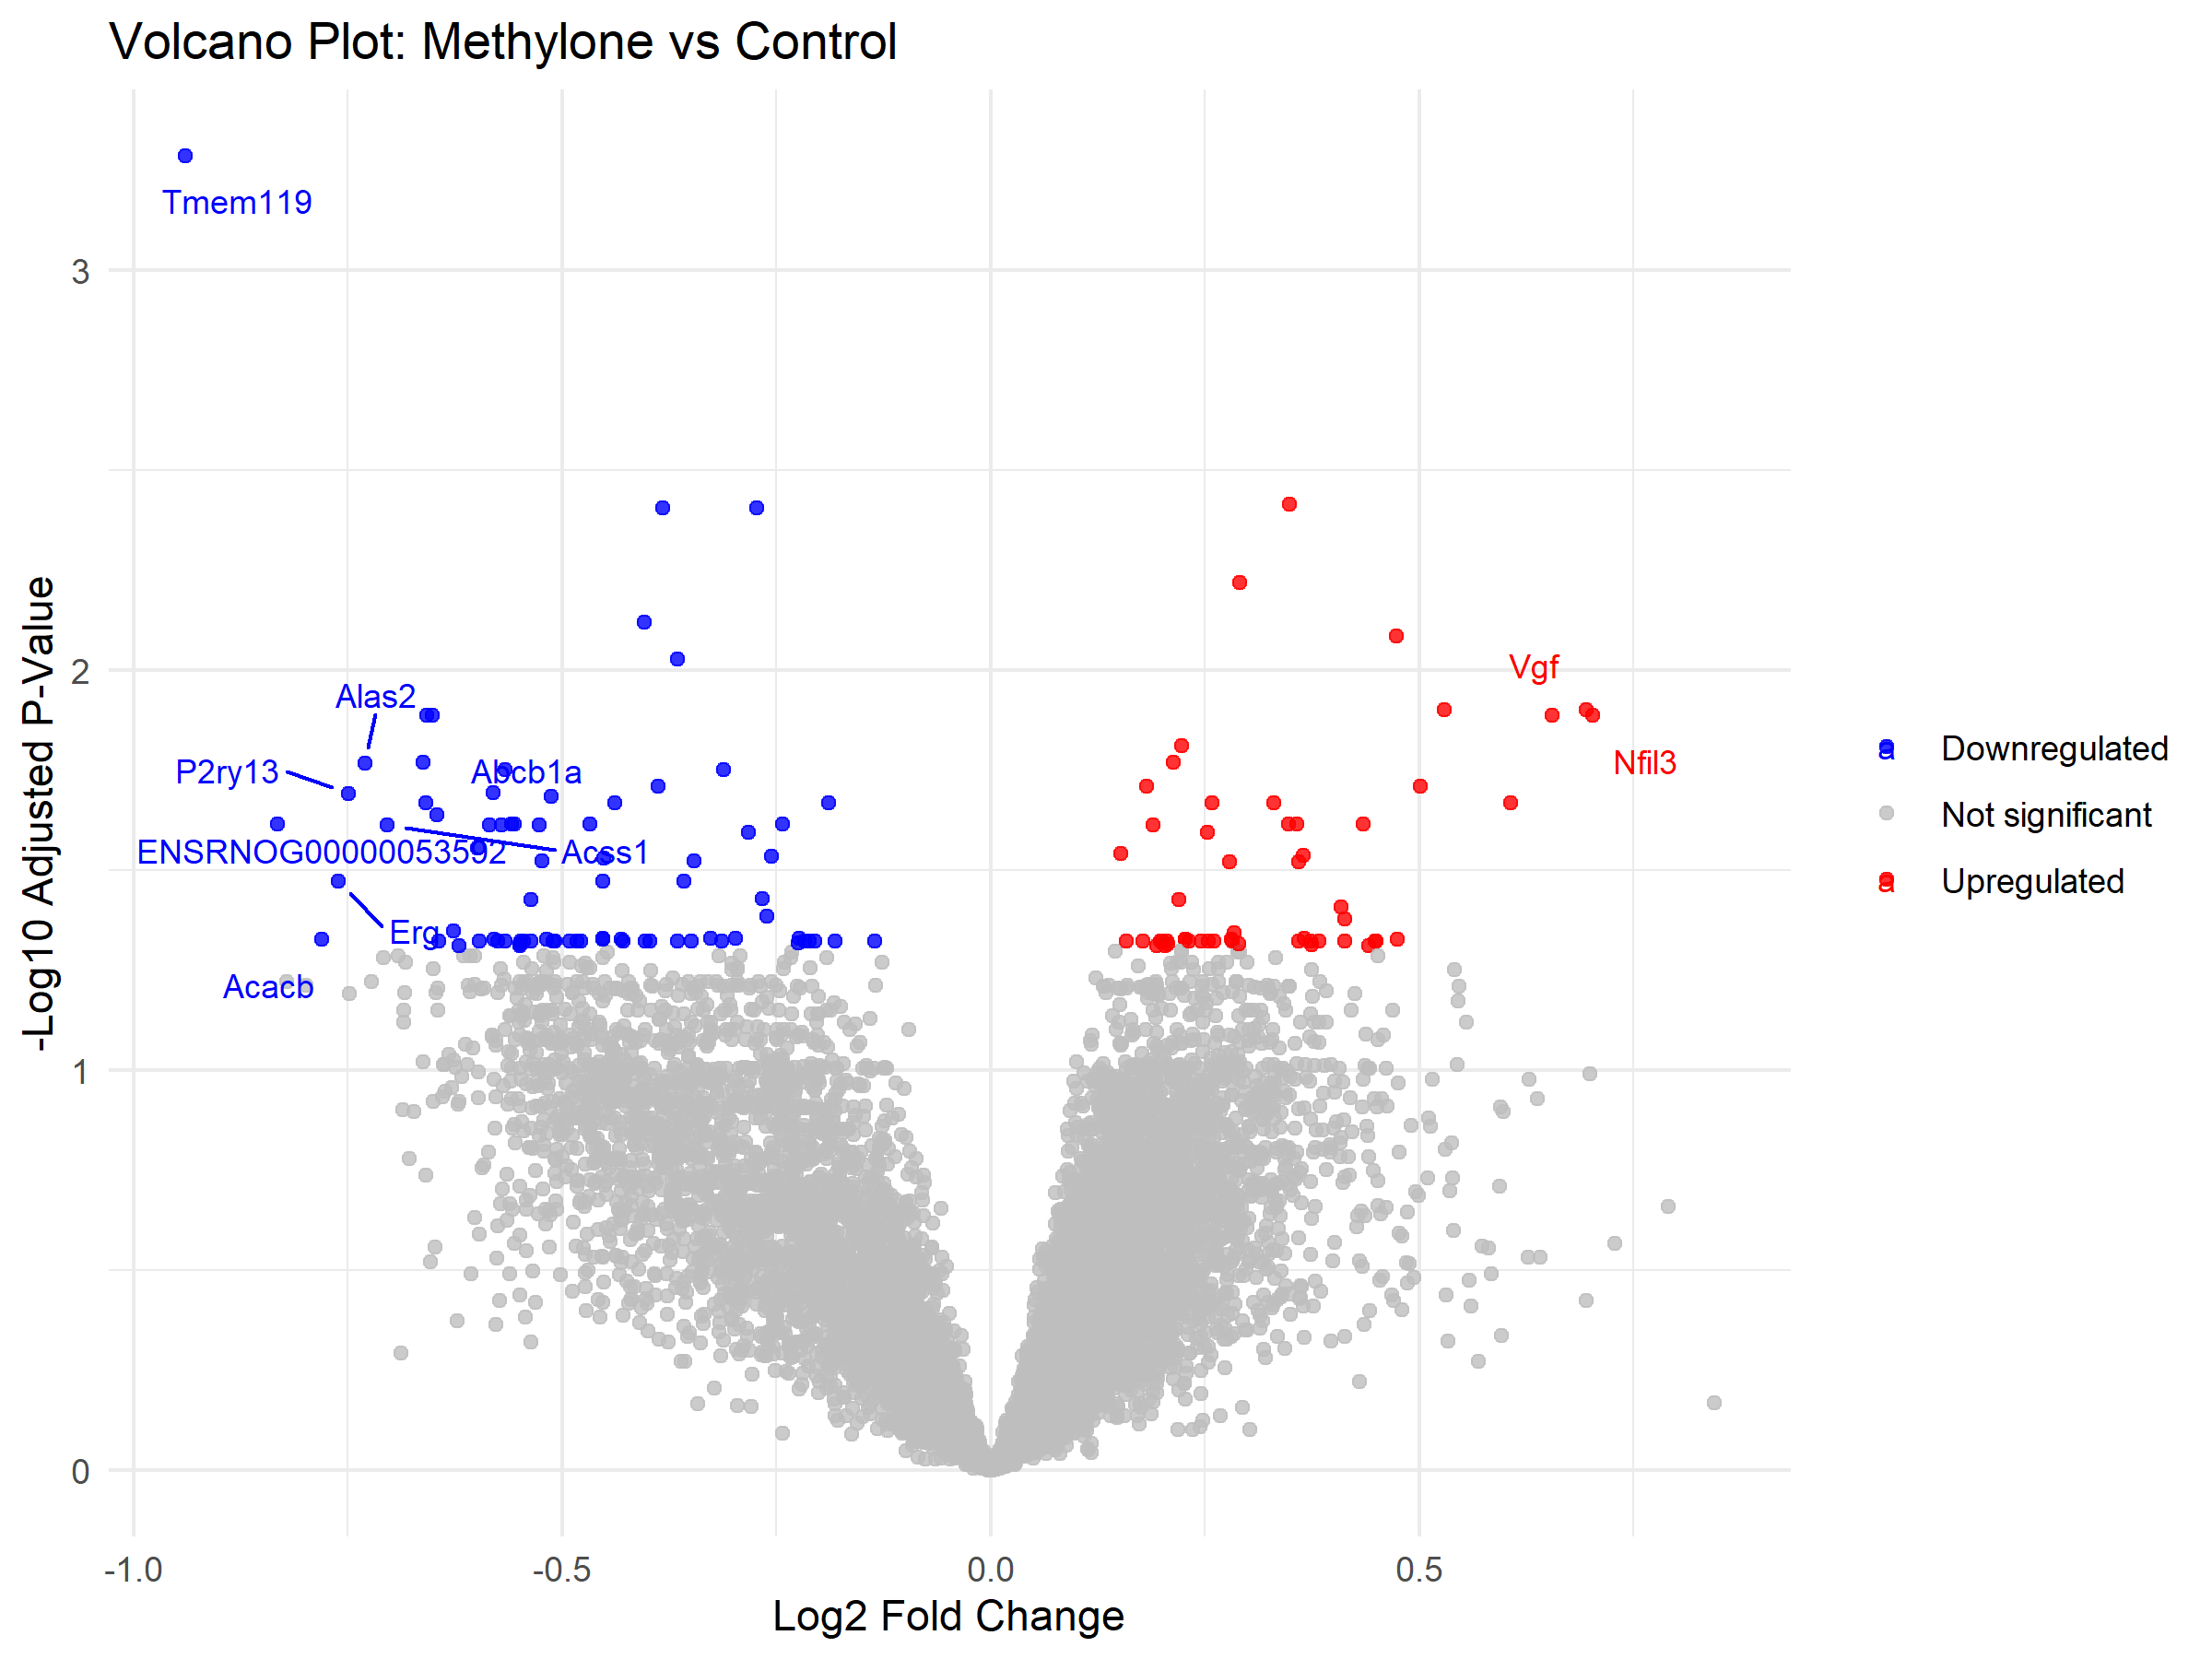 Volcano Plot: Methylone vs Control
-Log10 Adjusted P-Value
3
2
1
0
Tmem119
Alas2
P2ry13
Abcb1a
ENSRNOG00000053592
Acss1
Erg
Acacb
Vgf
Nfil3
-1.0
-0.5
0.0
0.5
Log2 Fold Change
a Downregulated
Not significant
a Upregulated